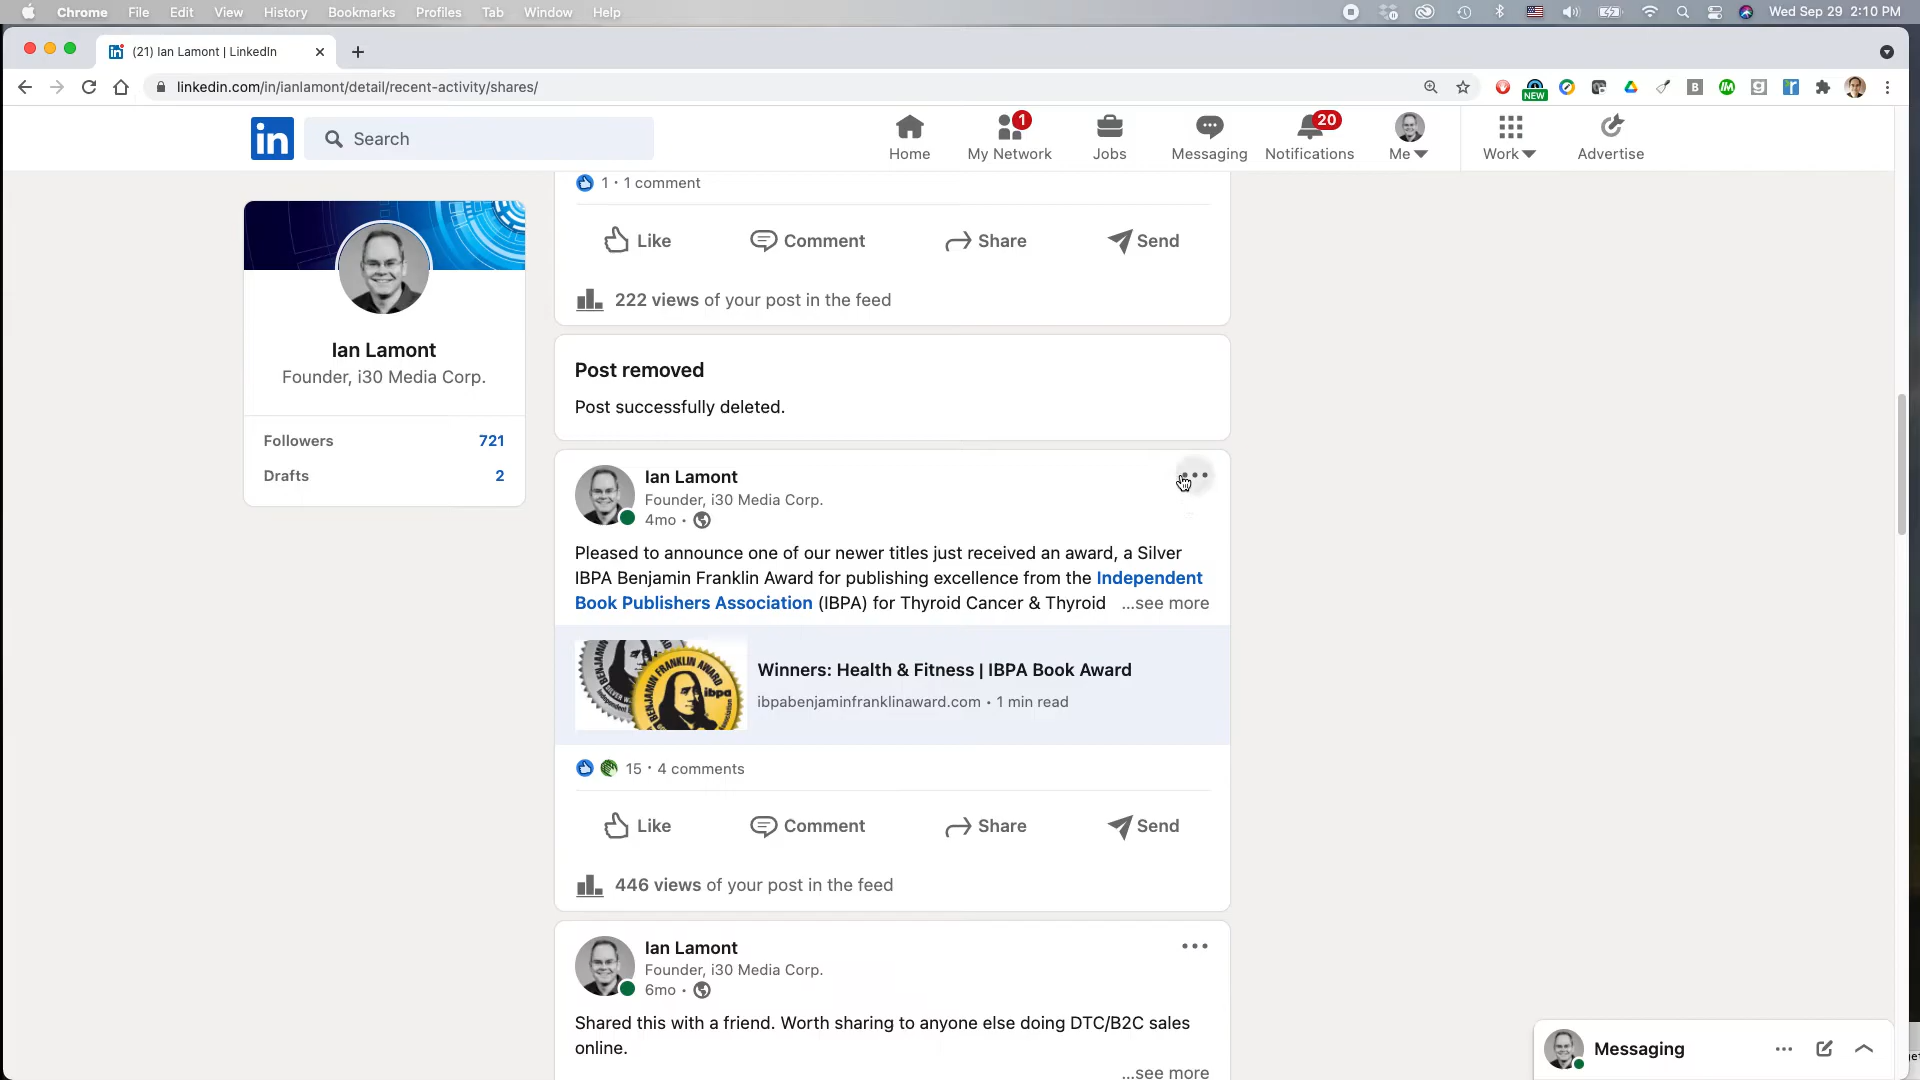 Chrome File Edit View History Bookmarks Profiles Tab Window Help Wed Sep 29 2:10 PM
(21) Ian Lamont | LinkedIn
linkedin.com/in/ianlamont/detail/recent-activity/shares/
NEW
in Search
Home My Network 1 Jobs Messaging Notifications 20 Me Work Advertise
1 · 1 comment
Like Comment Share Send
222 views of your post in the feed
Ian Lamont
Founder, i30 Media Corp.
Followers 721
Drafts 2
Post removed
Post successfully deleted.
Ian Lamont
Founder, i30 Media Corp.
4mo ·
Pleased to announce one of our newer titles just received an award, a Silver
IBPA Benjamin Franklin Award for publishing excellence from the Independent
Book Publishers Association (IBPA) for Thyroid Cancer & Thyroid ...see more
BENJAMIN FRANKLIN AWARD
ibpa
Winners: Health & Fitness | IBPA Book Award
ibpabenjaminfranklinaward.com · 1 min read
15 · 4 comments
Like Comment Share Send
446 views of your post in the feed
Ian Lamont
Founder, i30 Media Corp.
6mo ·
Shared this with a friend. Worth sharing to anyone else doing DTC/B2C sales
online.
...see more
Messaging